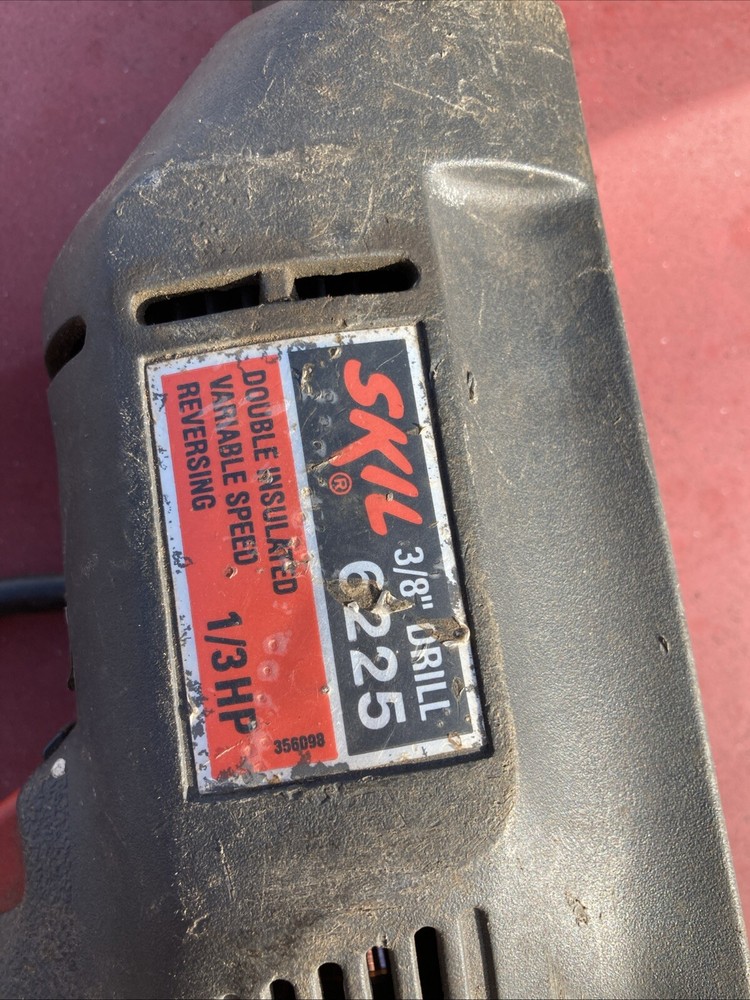 SKIL®
3/8" DRILL
6225
DOUBLE INSULATED
VARIABLE SPEED
REVERSING
1/3 HP
356098